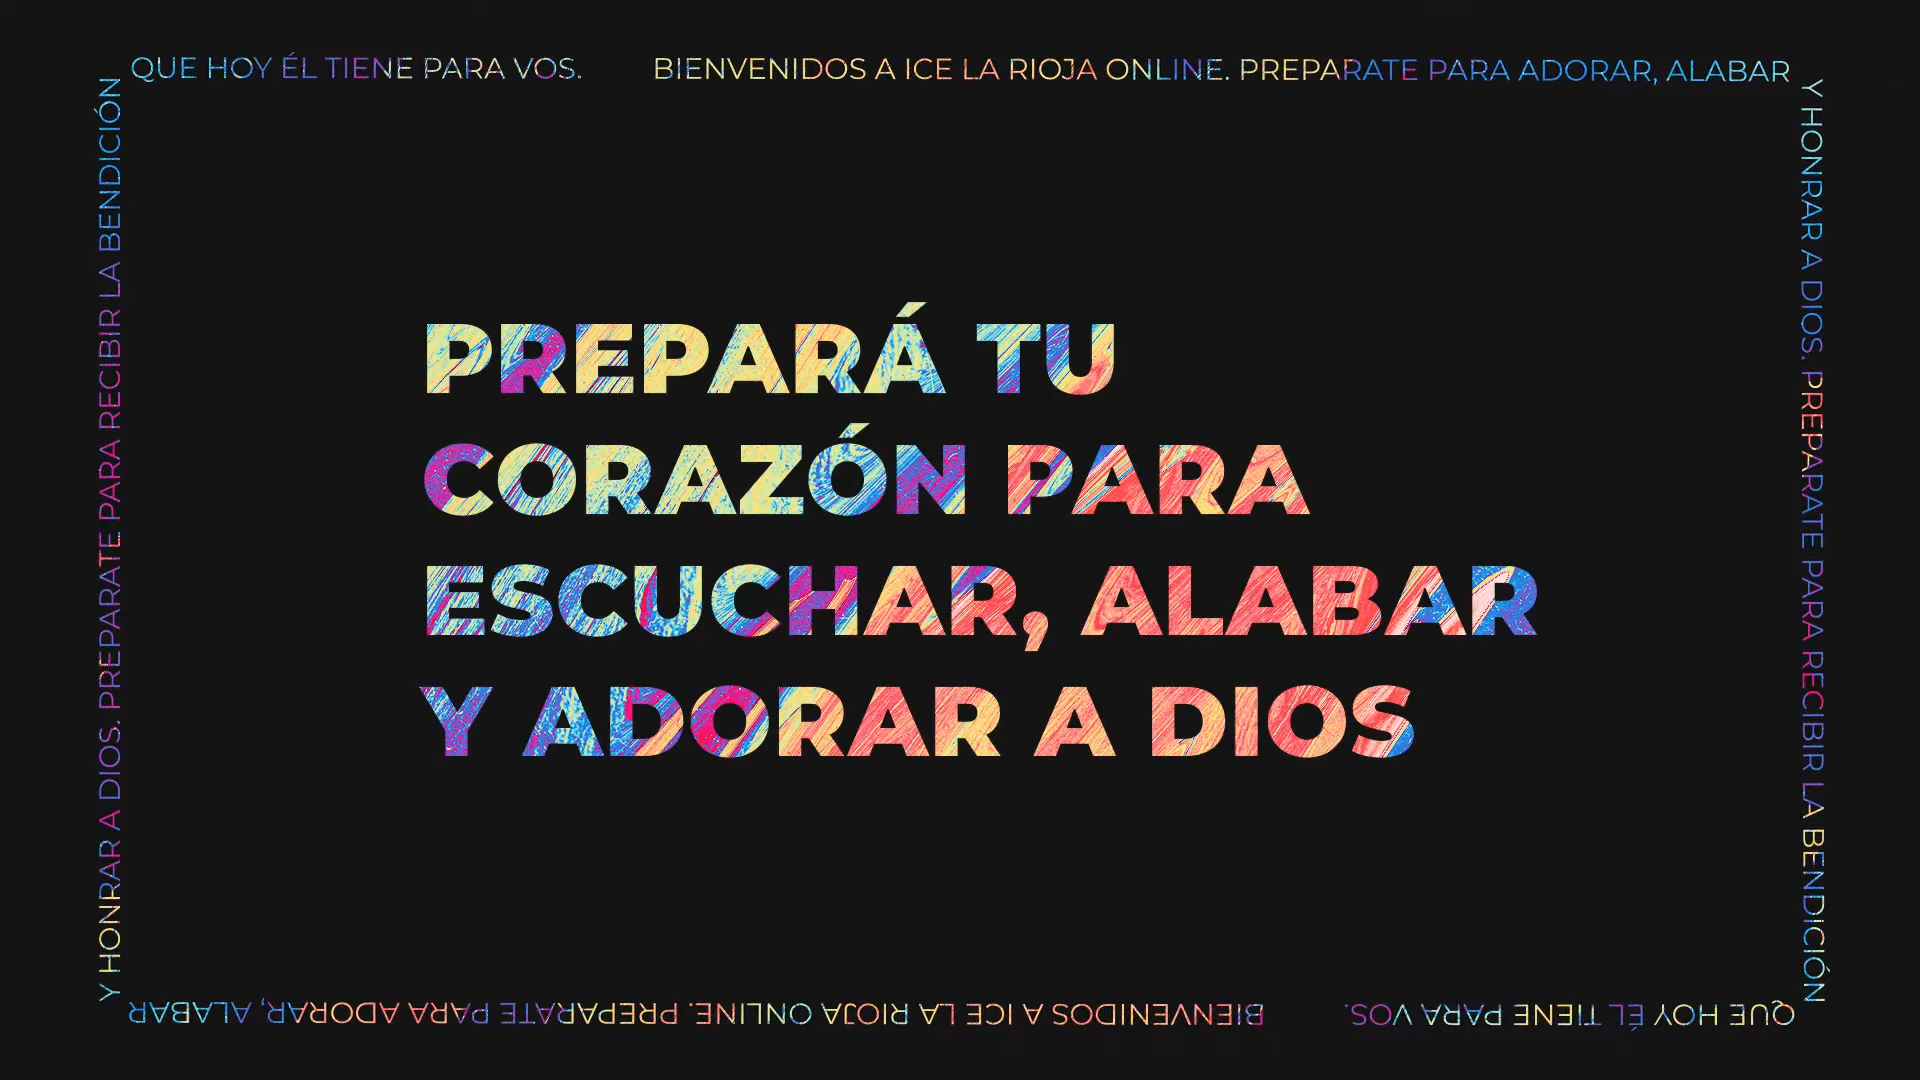 QUE HOY ÉL TIENE PARA VOS.
BIENVENIDOS A ICE LA RIOJA ONLINE. PREPARATE PARA ADORAR, ALABAR
Y HONRAR A DIOS. PREPARATE PARA RECIBIR LA BENDICIÓN
PREPARÁ TU
CORAZÓN PARA
ESCUCHAR, ALABAR
Y ADORAR A DIOS
QUE HOY ÉL TIENE PARA VOS.
BIENVENIDOS A ICE LA RIOJA ONLINE. PREPARATE PARA ADORAR, ALABAR
Y HONRAR A DIOS. PREPARATE PARA RECIBIR LA BENDICIÓN